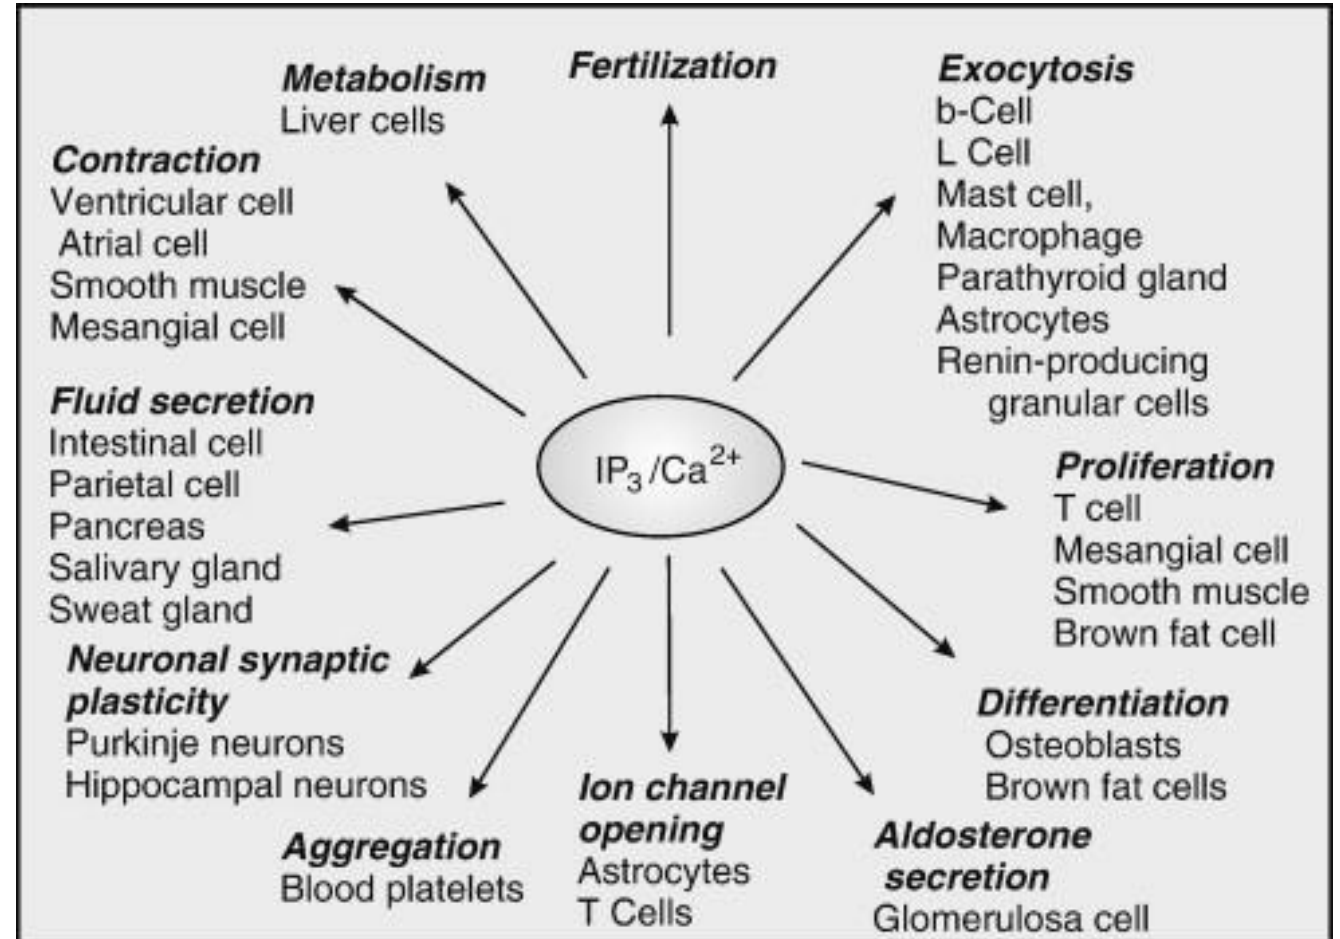 Metabolism
Liver cells
Fertilization
Exocytosis
b-Cell
L Cell
Mast cell,
Macrophage
Parathyroid gland
Astrocytes
Renin-producing
granular cells
Contraction
Ventricular cell
Atrial cell
Smooth muscle
Mesangial cell
Fluid secretion
Intestinal cell
Parietal cell
Pancreas
Salivary gland
Sweat gland
IP₃/Ca²⁺
Proliferation
T cell
Mesangial cell
Smooth muscle
Brown fat cell
Neuronal synaptic
plasticity
Purkinje neurons
Hippocampal neurons
Differentiation
Osteoblasts
Brown fat cells
Aggregation
Blood platelets
Ion channel
opening
Astrocytes
T Cells
Aldosterone
secretion
Glomerulosa cell